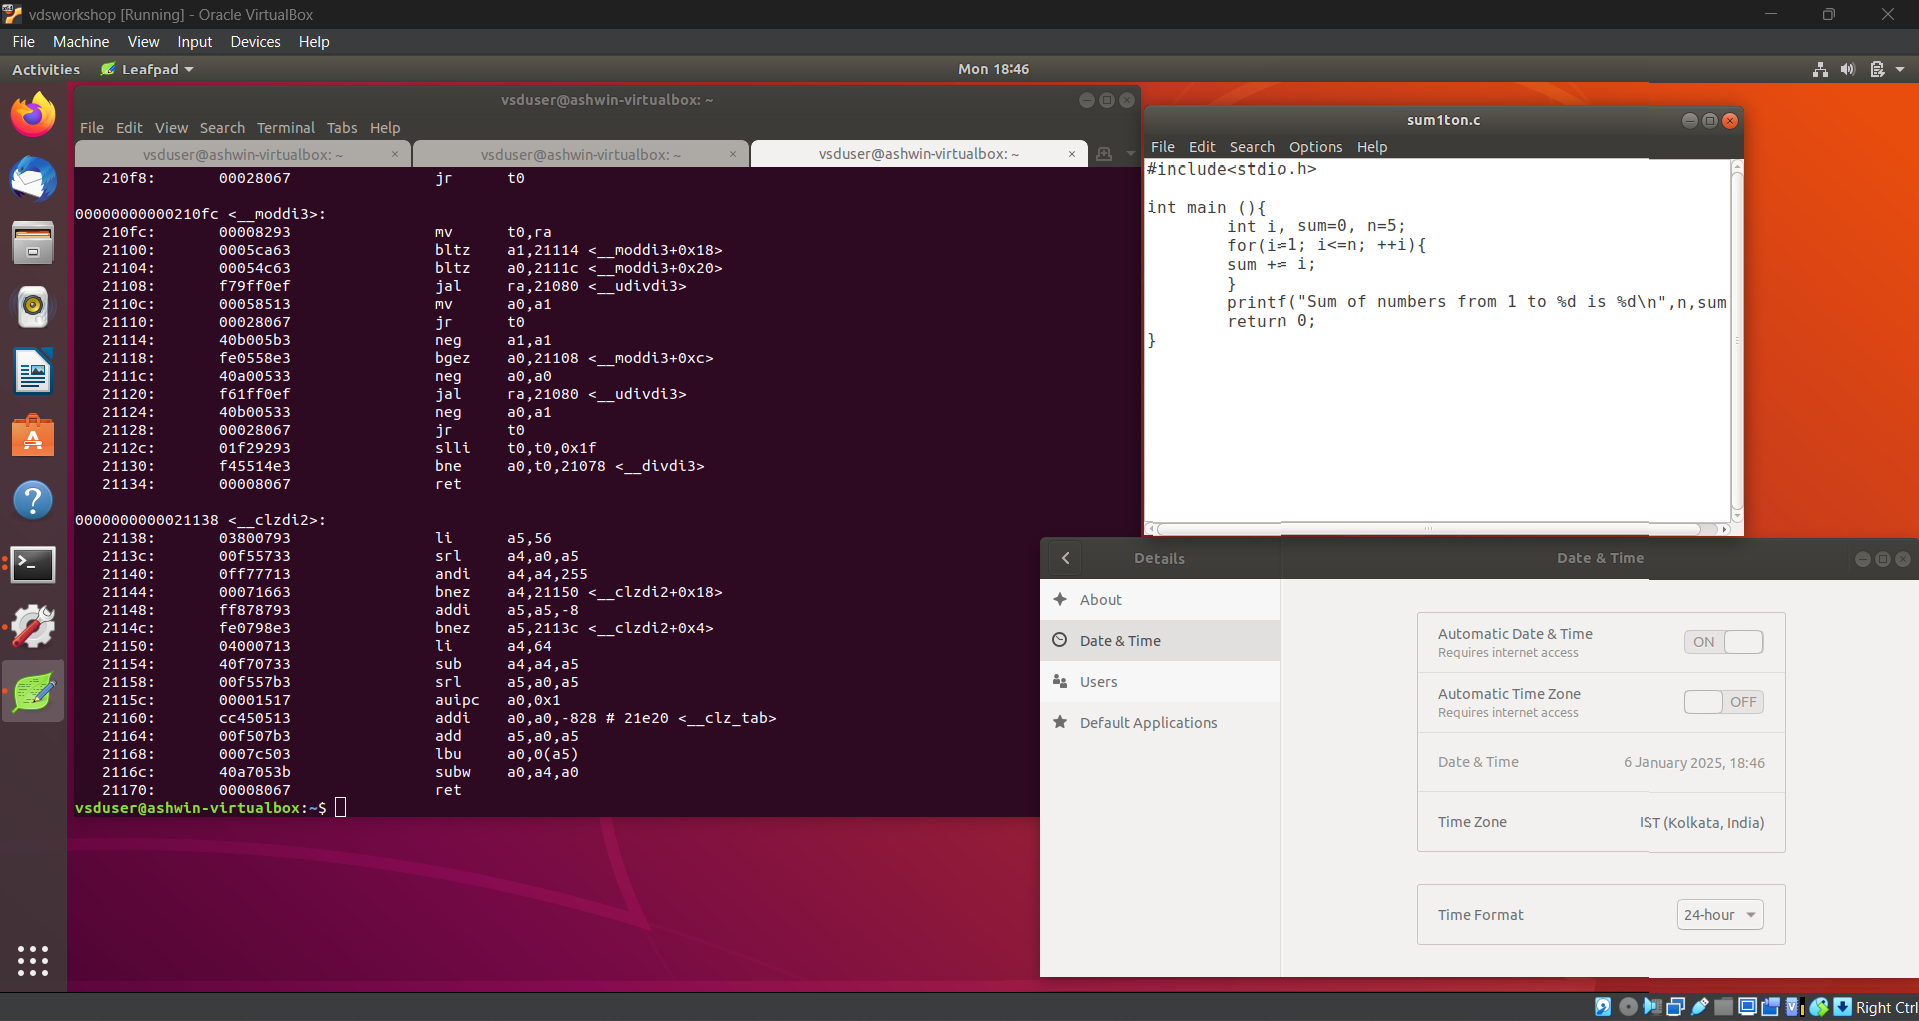 vdsworkshop [Running] - Oracle VirtualBox
File Machine View Input Devices Help
Activities Leafpad Mon 18:46
vsduser@ashwin-virtualbox: ~
File Edit View Search Terminal Tabs Help
vsduser@ashwin-virtualbox: ~ × vsduser@ashwin-virtualbox: ~ × vsduser@ashwin-virtualbox: ~ ×
210f8: 00028067 jr t0
00000000000210fc <__moddi3>:
210fc: 00008293 mv t0,ra
21100: 0005ca63 bltz a1,21114 <__moddi3+0x18>
21104: 00054c63 bltz a0,2111c <__moddi3+0x20>
21108: f79ff0ef jal ra,21080 <__udivdi3>
2110c: 00058513 mv a0,a1
21110: 00028067 jr t0
21114: 40b005b3 neg a1,a1
21118: fe0558e3 bgez a0,21108 <__moddi3+0xc>
2111c: 40a00533 neg a0,a0
21120: f61ff0ef jal ra,21080 <__udivdi3>
21124: 40b00533 neg a0,a1
21128: 00028067 jr t0
2112c: 01f29293 slli t0,t0,0x1f
21130: f45514e3 bne a0,t0,21078 <__divdi3>
21134: 00008067 ret
0000000000021138 <__clzdi2>:
21138: 03800793 li a5,56
2113c: 00f55733 srl a4,a0,a5
21140: 0ff77713 andi a4,a4,255
21144: 00071663 bnez a4,21150 <__clzdi2+0x18>
21148: ff878793 addi a5,a5,-8
2114c: fe0798e3 bnez a5,2113c <__clzdi2+0x4>
21150: 04000713 li a4,64
21154: 40f70733 sub a4,a4,a5
21158: 00f557b3 srl a5,a0,a5
2115c: 00001517 auipc a0,0x1
21160: cc450513 addi a0,a0,-828 # 21e20 <__clz_tab>
21164: 00f507b3 add a5,a0,a5
21168: 0007c503 lbu a0,0(a5)
2116c: 40a7053b subw a0,a4,a0
21170: 00008067 ret
vsduser@ashwin-virtualbox:~$
sum1ton.c
File Edit Search Options Help
#include<stdio.h>
int main (){
int i, sum=0, n=5;
for(i=1; i<=n; ++i){
sum += i;
}
printf("Sum of numbers from 1 to %d is %d\n",n,sum
return 0;
}
Details Date & Time
About
Date & Time
Users
Default Applications
Automatic Date & Time ON
Requires internet access
Automatic Time Zone OFF
Requires internet access
Date & Time 6 January 2025, 18:46
Time Zone IST (Kolkata, India)
Time Format 24-hour
Right Ctrl